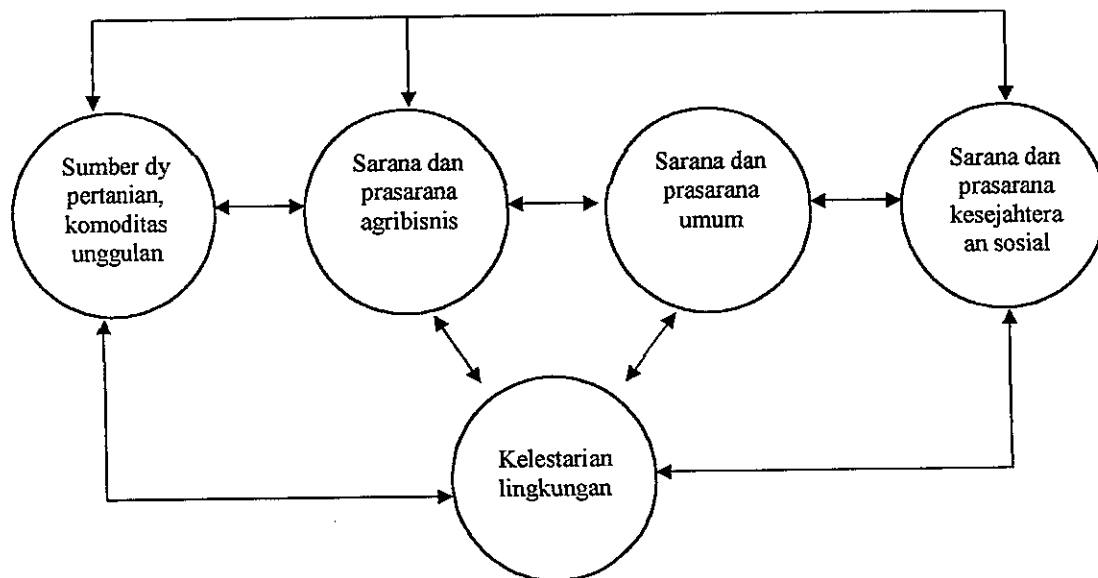 Sumber dy
pertanian,
komoditas
unggulan
Sarana dan
prasarana
agribisnis
Sarana dan
prasarana
umum
Sarana dan
prasarana
kesejahtera
an sosial
Kelestarian
lingkungan